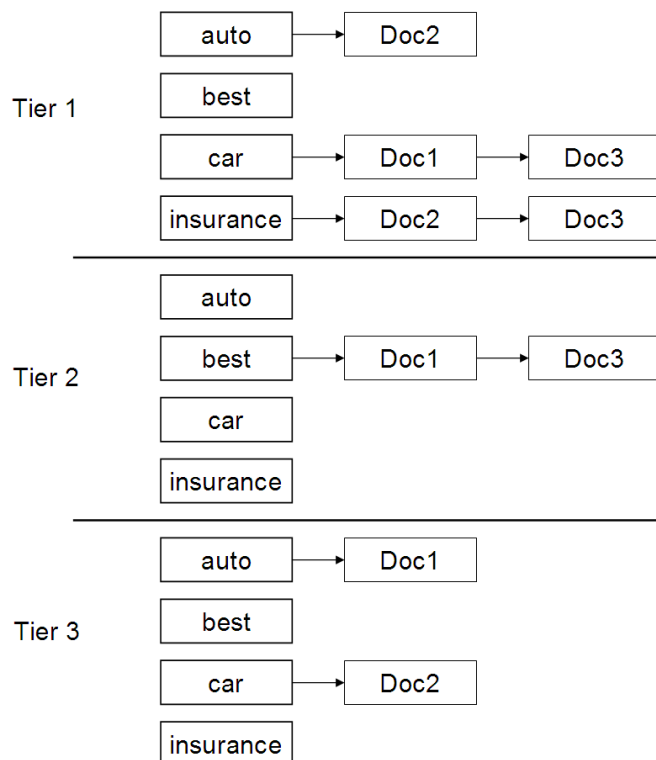 auto Doc2
Tier 1
best
car Doc1 Doc3
insurance Doc2 Doc3
auto
Tier 2
best Doc1 Doc3
car
insurance
auto Doc1
Tier 3
best
car Doc2
insurance